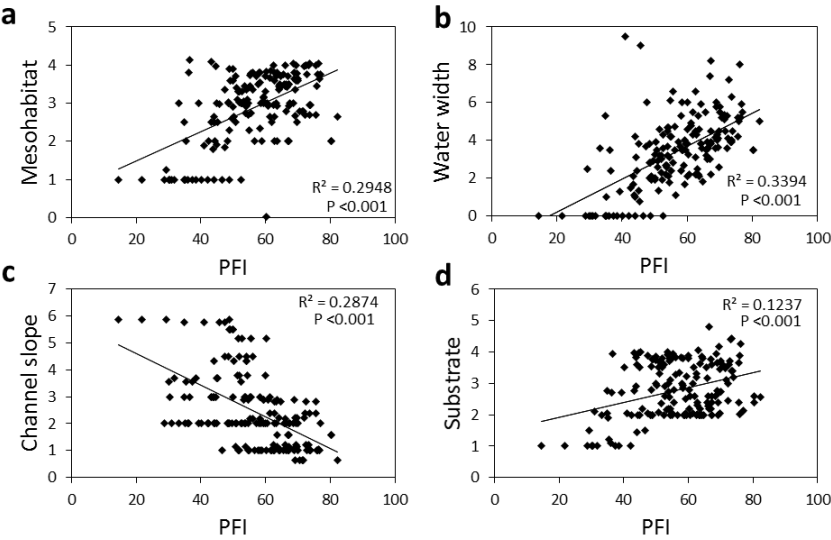 a
Mesohabitat
5
4
3
2
1
0
R² = 0.2948
P <0.001
0 20 40 60 80 100
PFI
b
Water width
10
8
6
4
2
0
R² = 0.3394
P <0.001
0 20 40 60 80 100
PFI
c
Channel slope
7
6
5
4
3
2
1
0
R² = 0.2874
P <0.001
0 20 40 60 80 100
PFI
d
Substrate
6
5
4
3
2
1
0
R² = 0.1237
P <0.001
0 20 40 60 80 100
PFI